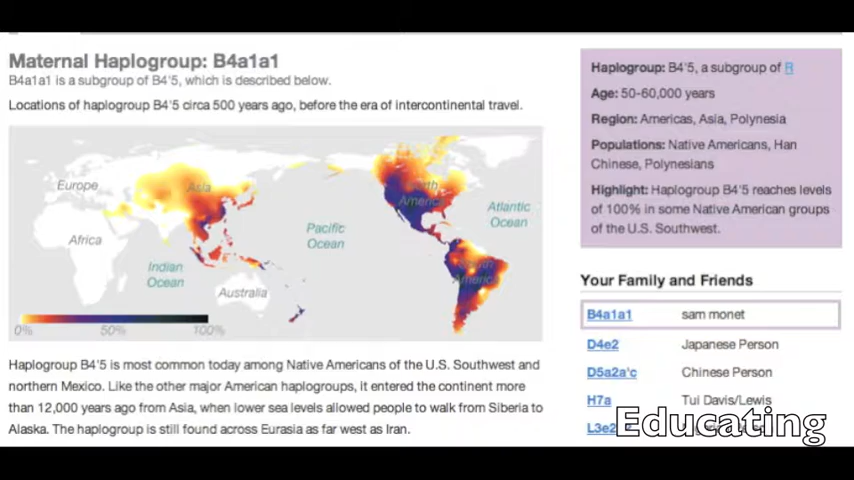 Maternal Haplogroup: B4a1a1
B4a1a1 is a subgroup of B4'5, which is described below.
Locations of haplogroup B4'5 circa 500 years ago, before the era of intercontinental travel.
Europe
Asia
North
America
Atlantic
Ocean
Pacific
Ocean
Africa
Indian
Ocean
America
Australia
0%
50%
100%
Haplogroup B4'5 is most common today among Native Americans of the U.S. Southwest and
northern Mexico. Like the other major American haplogroups, it entered the continent more
than 12,000 years ago from Asia, when lower sea levels allowed people to walk from Siberia to
Alaska. The haplogroup is still found across Eurasia as far west as Iran.
Haplogroup: B4'5, a subgroup of R
Age: 50-60,000 years
Region: Americas, Asia, Polynesia
Populations: Native Americans, Han
Chinese, Polynesians
Highlight: Haplogroup B4'5 reaches levels
of 100% in some Native American groups
of the U.S. Southwest.
Your Family and Friends
B4a1a1 sam monet
D4e2 Japanese Person
D5a2a'c Chinese Person
H7a Tui Davis/Lewis
L3e2
Educating